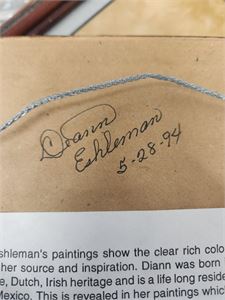 Diann
Eshleman
5-28-94
shleman's paintings show the clear rich colo
her source and inspiration. Diann was born
e, Dutch, Irish heritage and is a life long reside
Mexico. This is revealed in her paintings which